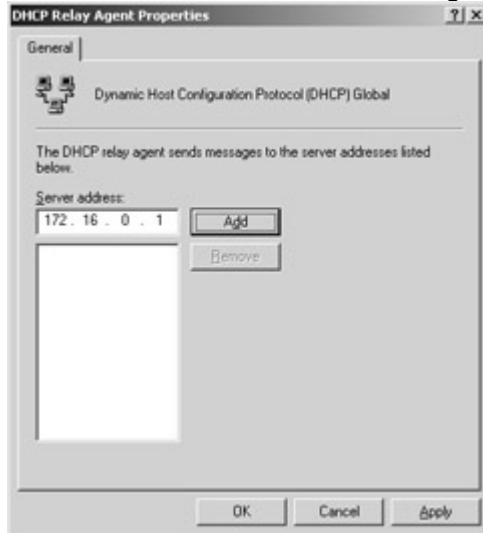 DHCP Relay Agent Properties
General
Dynamic Host Configuration Protocol (DHCP) Global
The DHCP relay agent sends messages to the server addresses listed
below.
Server address:
172 . 16 . 0 . 1
Add
Remove
OK
Cancel
Apply